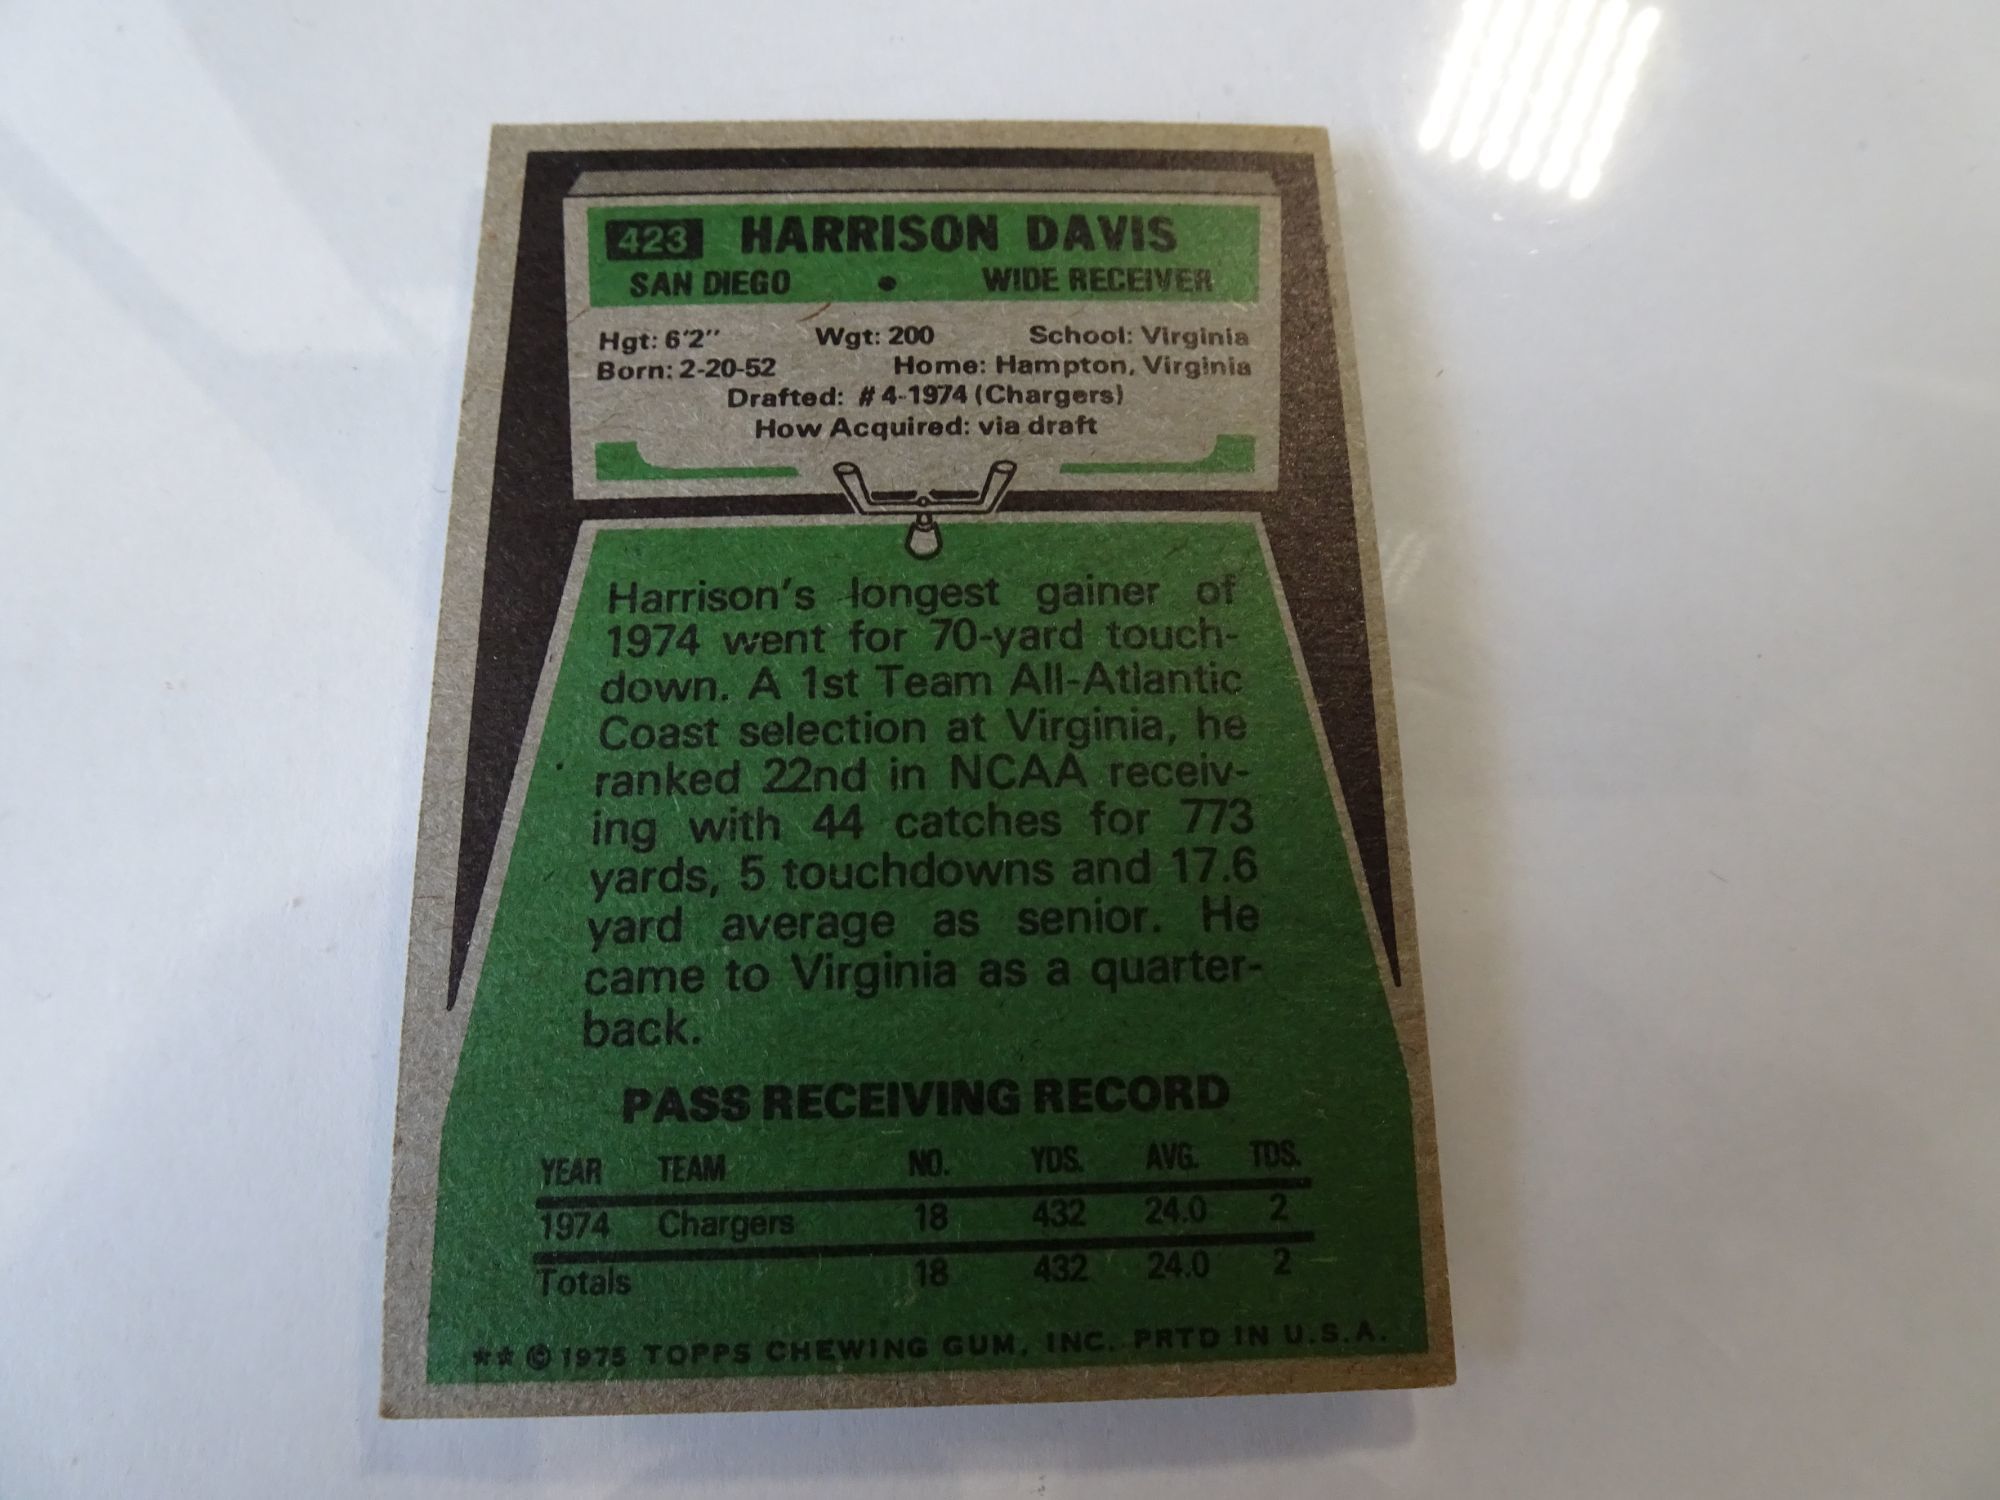 423 HARRISON DAVIS
SAN DIEGO • WIDE RECEIVER
Hgt: 6'2" Wgt: 200 School: Virginia
Born: 2-20-52 Home: Hampton, Virginia
Drafted: #4-1974 (Chargers)
How Acquired: via draft
Harrison's longest gainer of
1974 went for 70-yard touch-
down. A 1st Team All-Atlantic
Coast selection at Virginia, he
ranked 22nd in NCAA receiv-
ing with 44 catches for 773
yards, 5 touchdowns and 17.6
yard average as senior. He
came to Virginia as a quarter-
back.
PASS RECEIVING RECORD
YEAR TEAM NO. YDS. AVG. TDS.
1974 Chargers 18 432 24.0 2
Totals 18 432 24.0 2
** © 1975 TOPPS CHEWING GUM, INC. PRTD IN U.S.A.